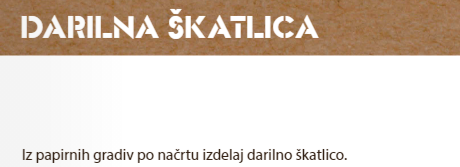 DARILNA ŠKATLICA
Iz papirnih gradiv po načrtu izdelaj darilno škatlico.